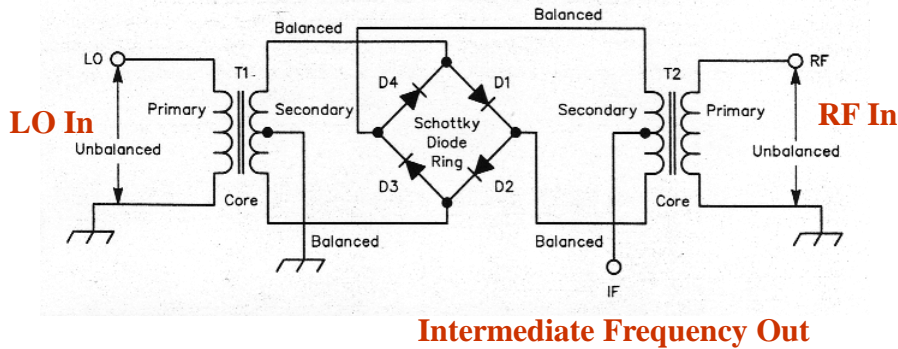 Balanced
Balanced
LO
T1
D4
D1
T2
RF
LO In
Primary
Secondary
Schottky
Diode
Ring
Secondary
Primary
RF In
Unbalanced
Unbalanced
D3
D2
Core
Core
Balanced
Balanced
IF
Intermediate Frequency Out